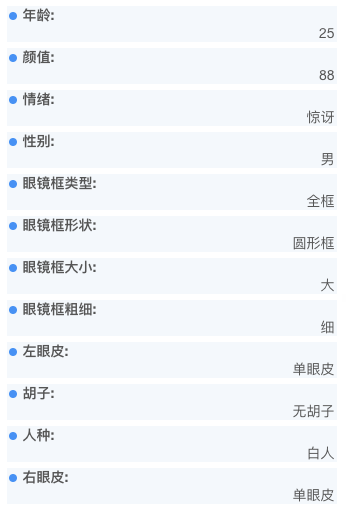 年龄:
25
颜值:
88
情绪:
惊讶
性别:
男
眼镜框类型:
全框
眼镜框形状:
圆形框
眼镜框大小:
大
眼镜框粗细:
细
左眼皮:
单眼皮
胡子:
无胡子
人种:
白人
右眼皮:
单眼皮